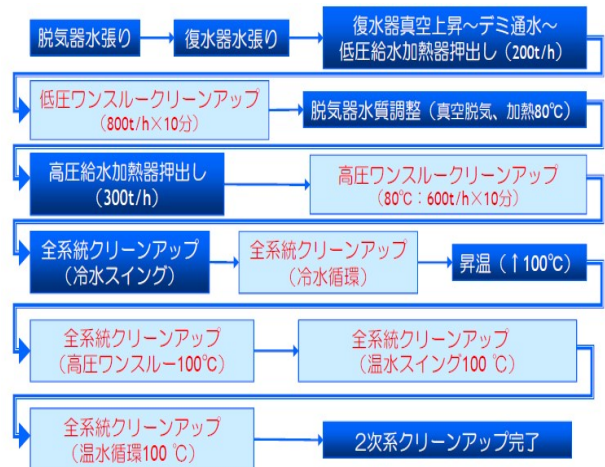 脱気器水張り
復水器水張り
復水器真空上昇～デミ通水～
低圧給水加熱器押出し（200t/h）
低圧ワンスルークリーンアップ
（800t/h×10分）
脱気器水質調整（真空脱気、加熱80℃）
高圧給水加熱器押出し
（300t/h）
高圧ワンスルークリーンアップ
（80℃：600t/h×10分）
全系統クリーンアップ
（冷水スイング）
全系統クリーンアップ
（冷水循環）
昇温（↑100℃）
全系統クリーンアップ
（高圧ワンスルー100℃）
全系統クリーンアップ
（温水スイング100 ℃）
全系統クリーンアップ
（温水循環100 ℃）
2次系クリーンアップ完了